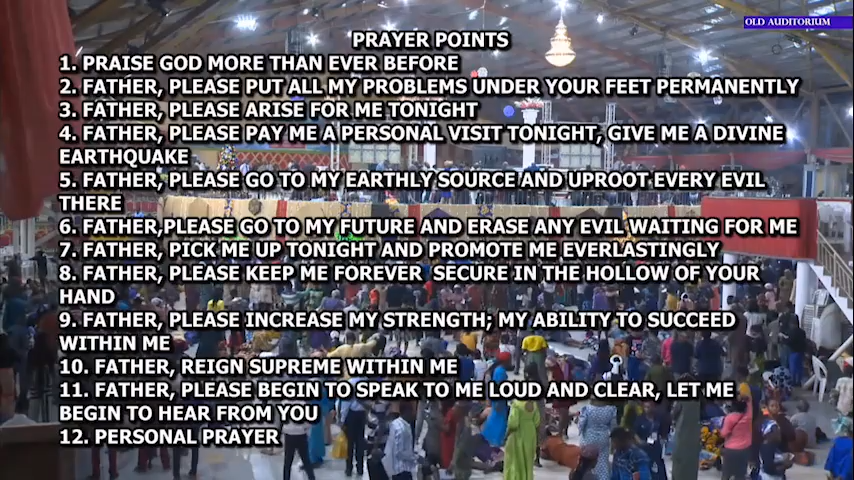 OLD AUDITORIUM
PRAYER POINTS
1. PRAISE GOD MORE THAN EVER BEFORE
2. FATHER, PLEASE PUT ALL MY PROBLEMS UNDER YOUR FEET PERMANENTLY
3. FATHER, PLEASE ARISE FOR ME TONIGHT
4. FATHER, PLEASE PAY ME A PERSONAL VISIT TONIGHT, GIVE ME A DIVINE
EARTHQUAKE
5. FATHER, PLEASE GO TO MY EARTHLY SOURCE AND UPROOT EVERY EVIL
THERE
6. FATHER,PLEASE GO TO MY FUTURE AND ERASE ANY EVIL WAITING FOR ME
7. FATHER, PICK ME UP TONIGHT AND PROMOTE ME EVERLASTINGLY
8. FATHER, PLEASE KEEP ME FOREVER  SECURE IN THE HOLLOW OF YOUR
HAND
9. FATHER, PLEASE INCREASE MY STRENGTH; MY ABILITY TO SUCCEED
WITHIN ME
10. FATHER, REIGN SUPREME WITHIN ME
11. FATHER, PLEASE BEGIN TO SPEAK TO ME LOUD AND CLEAR, LET ME
BEGIN TO HEAR FROM YOU
12. PERSONAL PRAYER